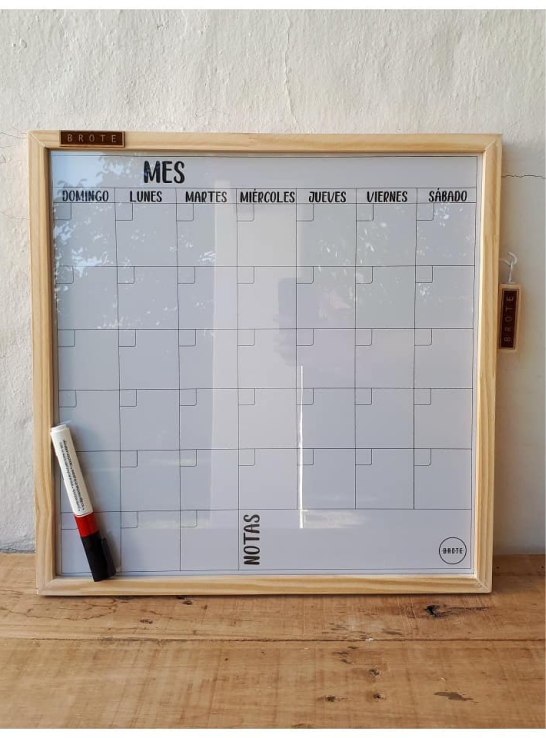 BROTE
MES
DOMINGO LUNES MARTES MIÉRCOLES JUEVES VIERNES SÁBADO
BROTE
NOTAS
BROTE